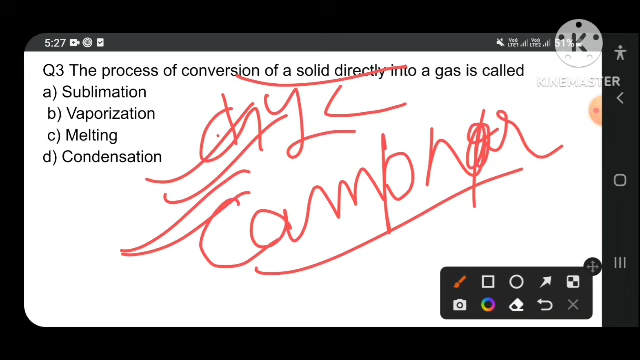 5:27
51%
KINEMASTER
Q3 The process of conversion of a solid directly into a gas is called
a) Sublimation
b) Vaporization
c) Melting
d) Condensation
Camphor